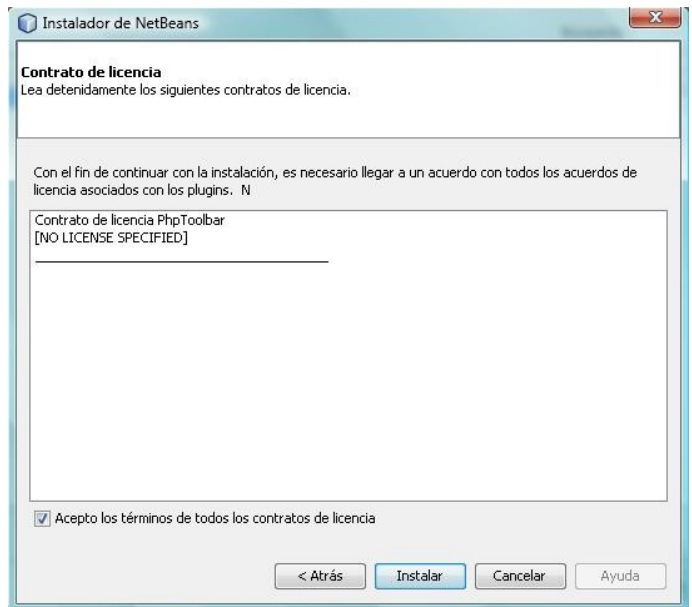 Instalador de NetBeans
Contrato de licencia
Lea detenidamente los siguientes contratos de licencia.
Con el fin de continuar con la instalación, es necesario llegar a un acuerdo con todos los acuerdos de
licencia asociados con los plugins. N
Contrato de licencia PhpToolbar
[NO LICENSE SPECIFIED]
Acepto los términos de todos los contratos de licencia
< Atrás Instalar Cancelar Ayuda